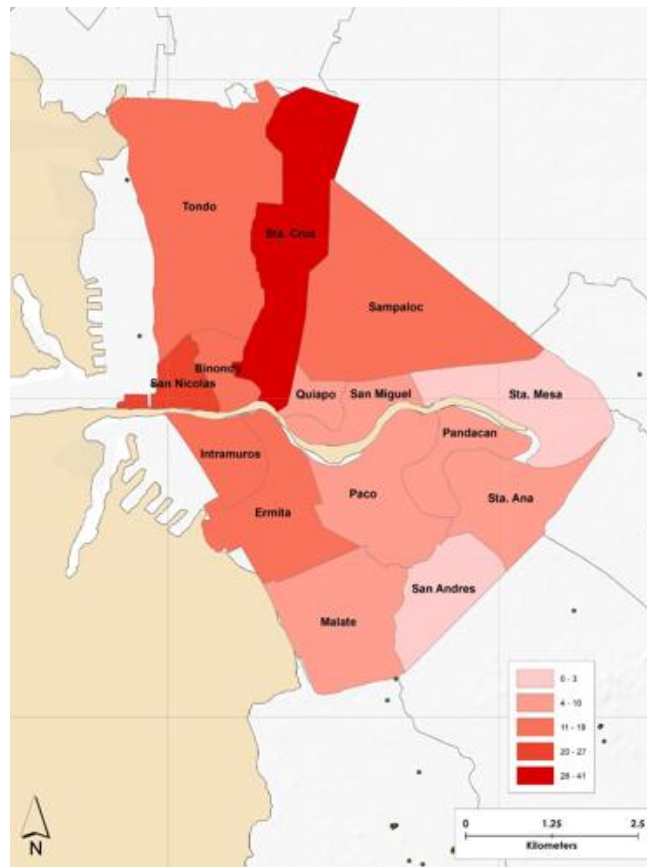 Tondo
Sta. Cruz
Sampaloc
Binondo
San Nicolas
Quiapo
San Miguel
Sta. Mesa
Pandacan
Intramuros
Paco
Sta. Ana
Ermita
San Andres
Malate
0 - 3
4 - 10
11 - 19
20 - 27
28 - 41
N
0 1.25 2.5
Kilometers